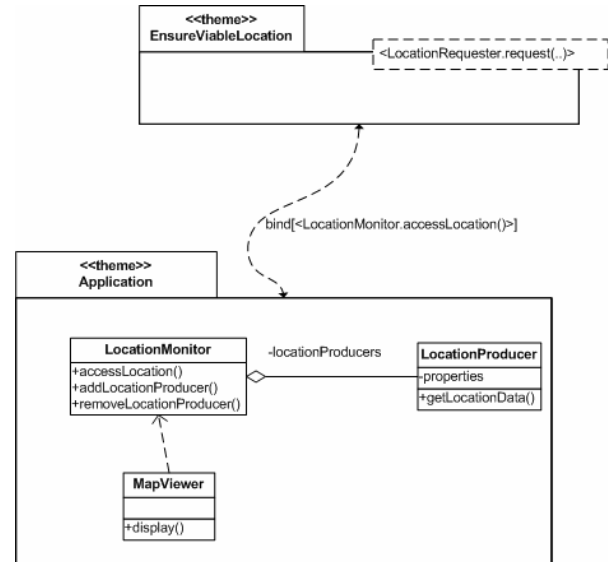 <<theme>>
EnsureViableLocation
<LocationRequester.request(..)>
bind[<LocationMonitor.accessLocation()>]
<<theme>>
Application
LocationMonitor
+accessLocation()
+addLocationProducer()
+removeLocationProducer()
-locationProducers
LocationProducer
-properties
+getLocationData()
MapViewer
+display()